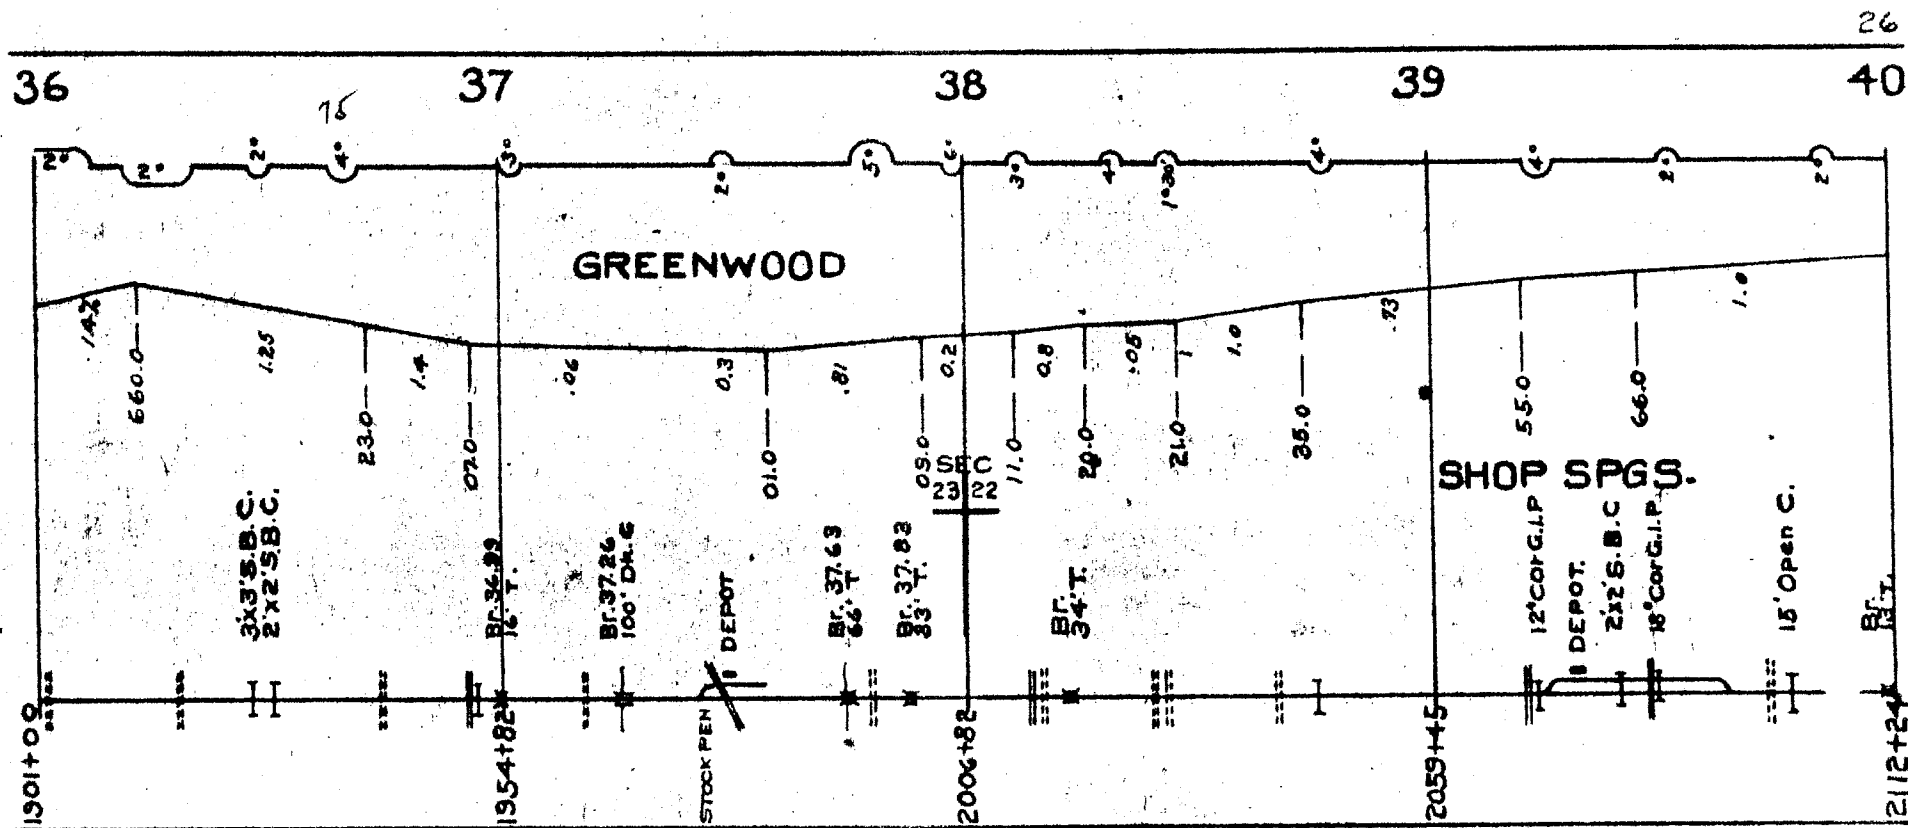 26
36 37 38 39 40
15
2° 2° 2° 4° 3° 2° 5° 6° 3° 4° 1°30' 4° 4° 2° 2°
GREENWOOD
.14% 1.25 1.4 .06 0.3 .81 0.2 0.8 .05 1 1.0 .73 1.0
660.0 23.0 07.0 01.0 09.0 11.0 20.0 21.0 35.0 55.0 66.0
SEC
23 22
SHOP SPGS.
3'X3'S.B.C.
2'X2'S.B.C.
Br. 36.99
16' T.
Br. 37.26
100' DK.G
DEPOT
Br. 37.63
66' T
Br. 37.82
83' T.
Br.
34' T.
12"Cor G.I.P
DEPOT.
2'X2' S.B.C
18"Cor G.I.P.
15' Open C.
Br.
STOCK PEN
1901+00 1954+82 2006+82 2059+45 2112+24